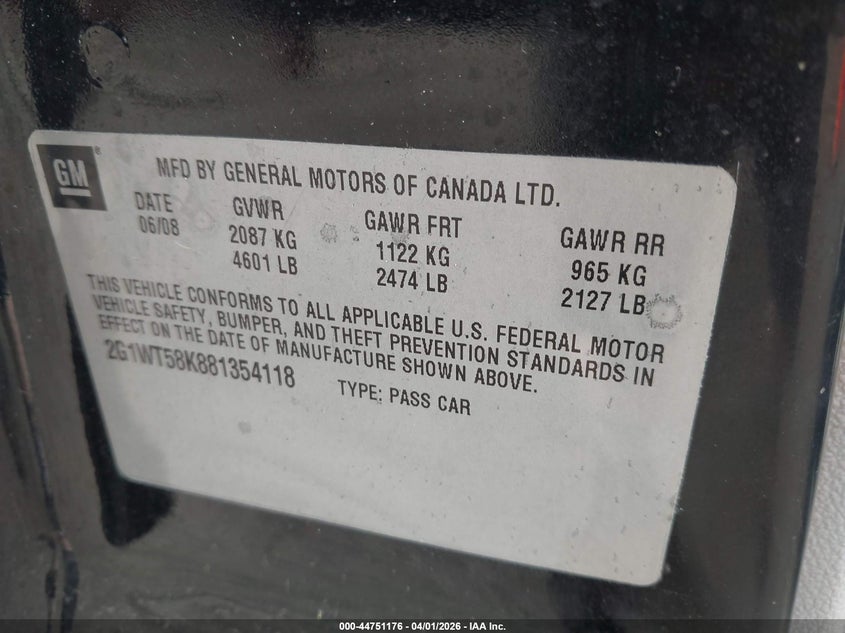 GM
MFD BY GENERAL MOTORS OF CANADA LTD.
DATE GVWR GAWR FRT GAWR RR
06/08 2087 KG 1122 KG 965 KG
4601 LB 2474 LB 2127 LB
THIS VEHICLE CONFORMS TO ALL APPLICABLE U.S. FEDERAL MOTOR
VEHICLE SAFETY, BUMPER, AND THEFT PREVENTION STANDARDS IN
EFFECT ON THE DATE OF MANUFACTURE SHOWN ABOVE.
2G1WT58K881354118 TYPE: PASS CAR
000-44751176 - 04/01/2026 - IAA Inc.